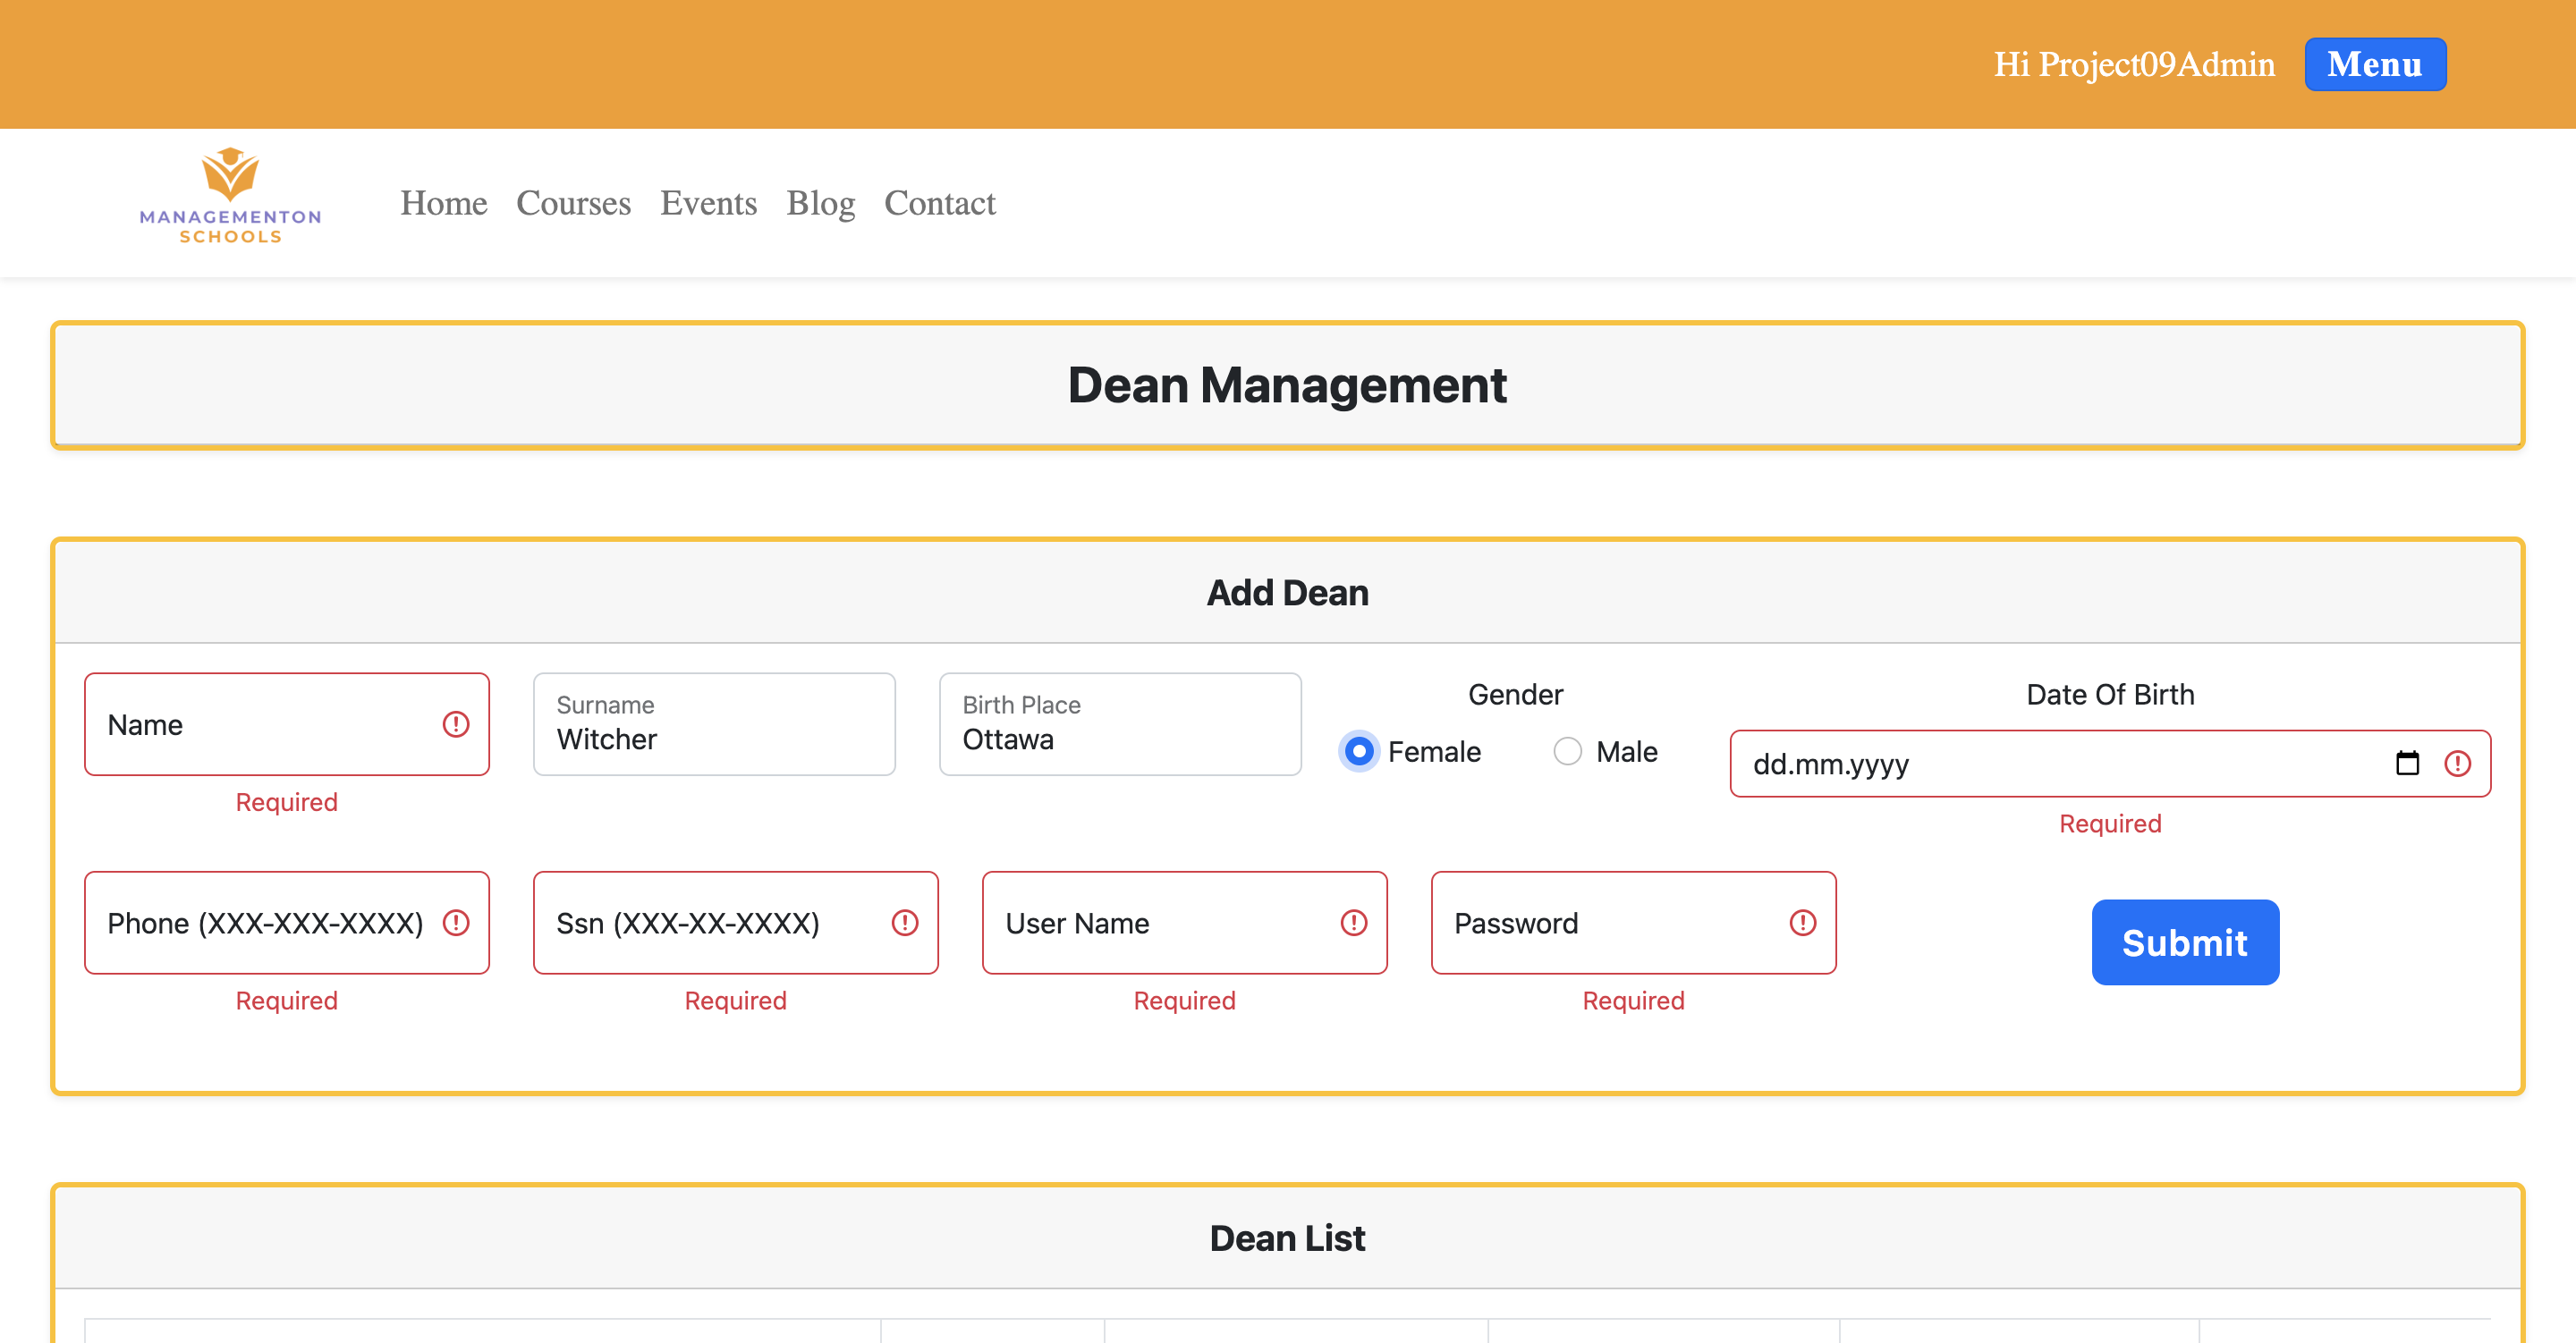 Hi Project09Admin Menu
MANAGEMENTON
SCHOOLS
Home Courses Events Blog Contact
Dean Management
Add Dean
Name
Required
Surname
Witcher
Birth Place
Ottawa
Gender
Female Male
Date Of Birth
dd.mm.yyyy
Required
Phone (XXX-XXX-XXXX)
Required
Ssn (XXX-XX-XXXX)
Required
User Name
Required
Password
Required
Submit
Dean List